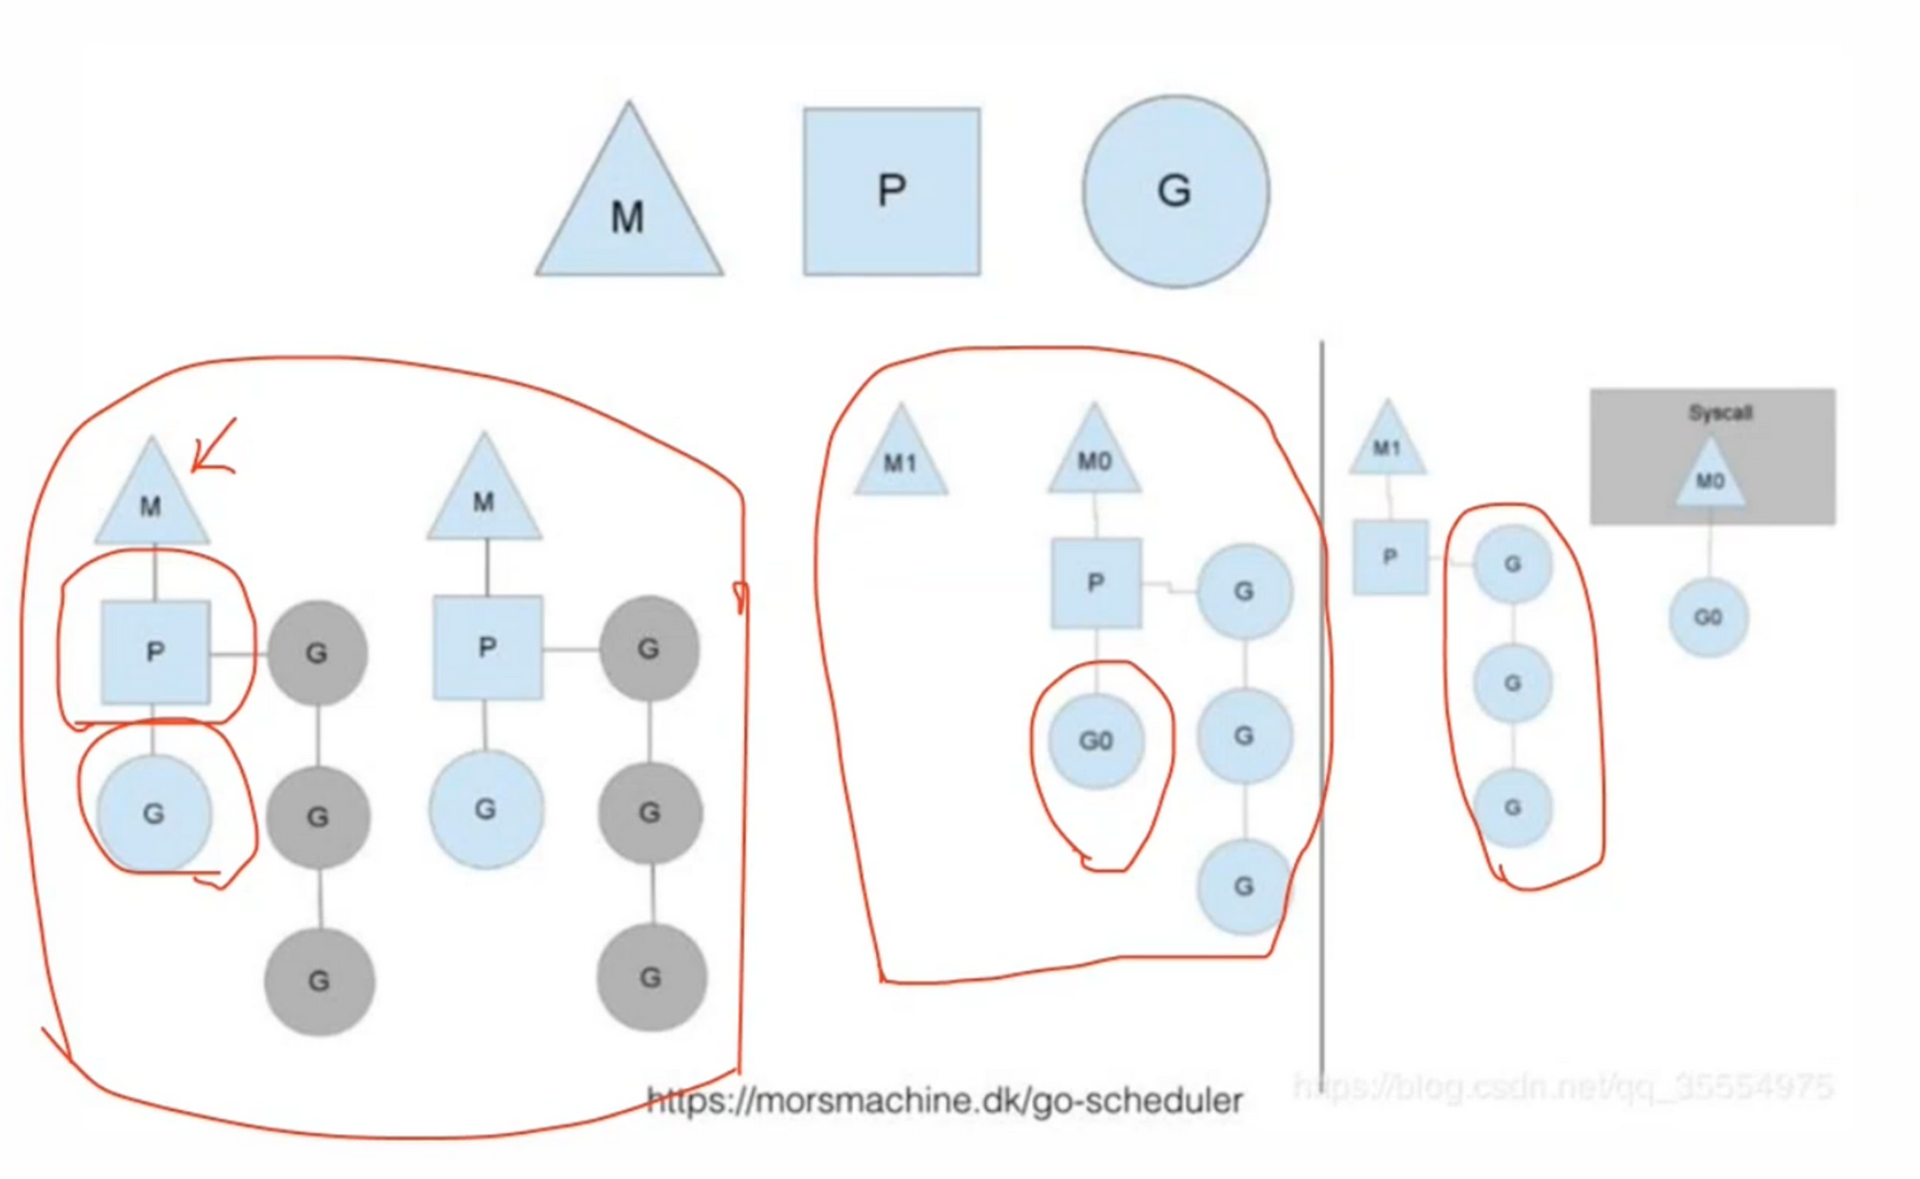 M P G
M M
P G P G
G G G G
G G
M1 M0
P G
G0 G
G
M1 Syscall
M0
P G
G G0
G
https://morsmachine.dk/go-scheduler
https://blog.csdn.net/qq_35554975